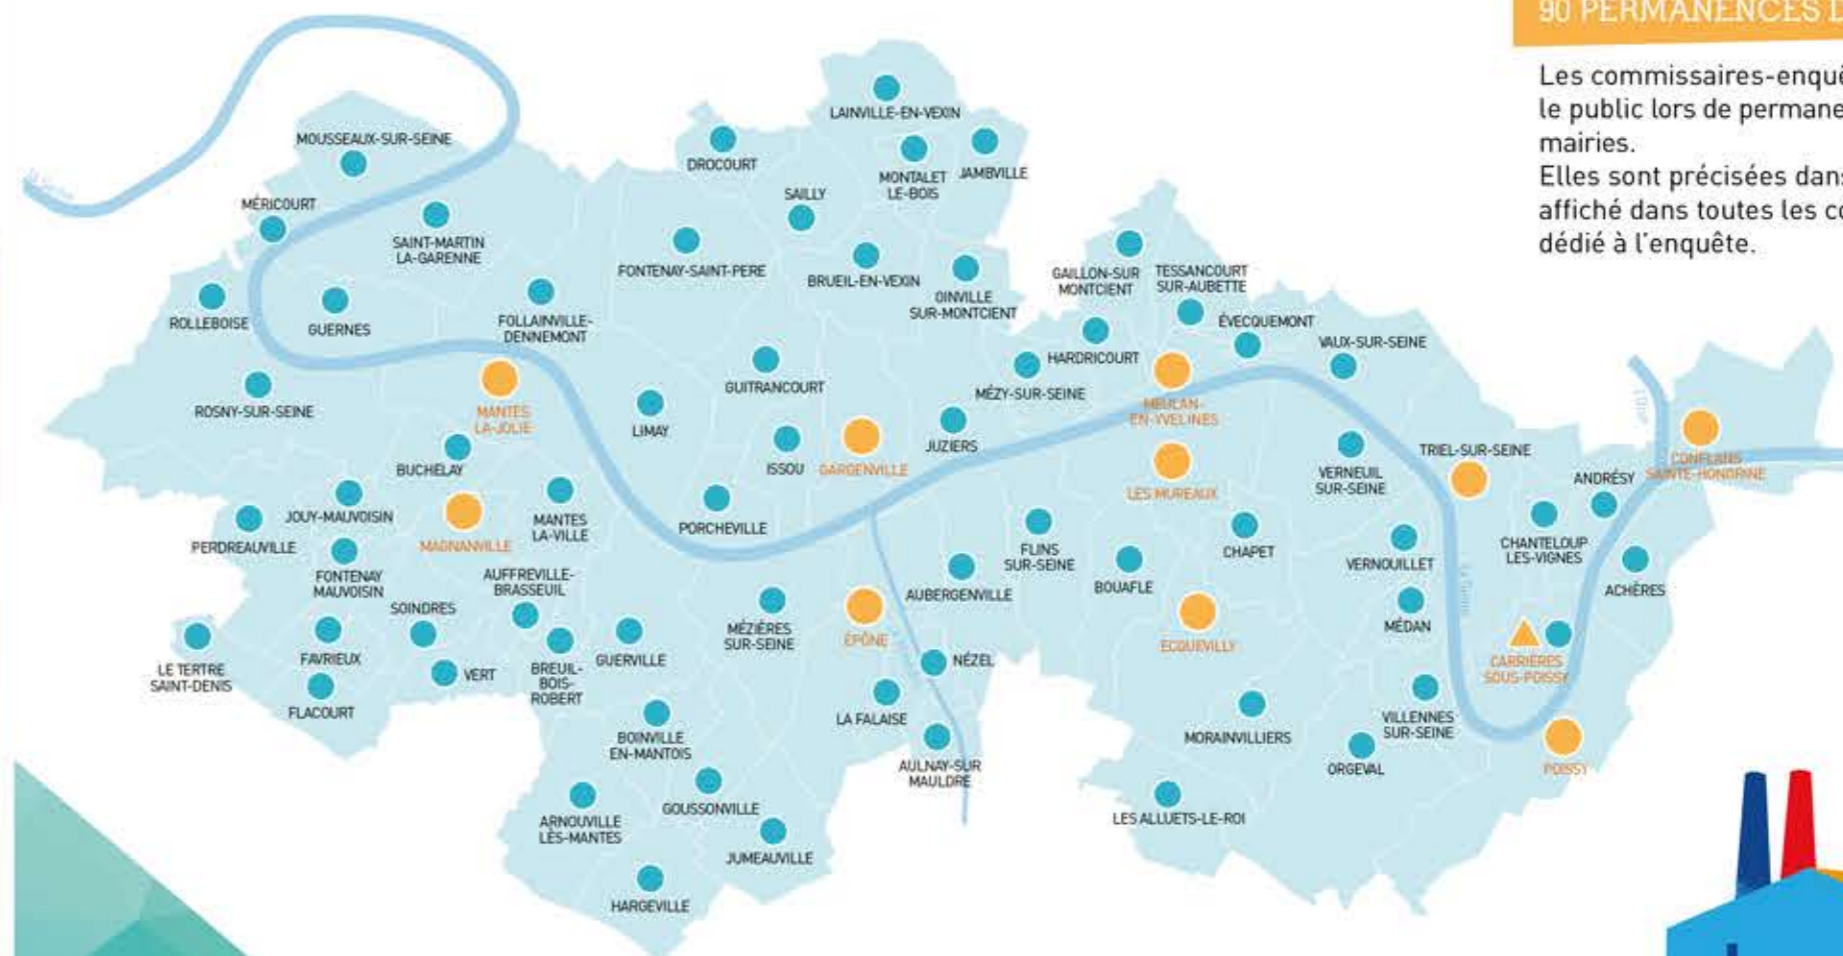 90 PERMANENCES
Les commissaires-enqu
le public lors de permane
mairies.
Elles sont précisées dans
affiché dans toutes les co
dédié à l'enquête.
LAINVILLE-EN-VEXIN
MOUSSEAUX-SUR-SEINE
DROCOURT
MONTALET
LE-BOIS
JAMBVILLE
SAILLY
MÉRICOURT
SAINT-MARTIN
LA-GARENNE
FONTENAY-SAINT-PERE
BRUEIL-EN-VEXIN
OINVILLE
SUR-MONTCIENT
GAILLON-SUR
MONTCIENT
TESSANCOURT
SUR-AUBETTE
ROLLEBOISE
GUERNES
FOLLAINVILLE-
DENNEMONT
ÉVECQUEMONT
VAUX-SUR-SEINE
HARDRICOURT
GUITRANCOURT
MÉZY-SUR-SEINE
ROSNY-SUR-SEINE
MANTES
LA-JOLIE
LIMAY
MEULAN-
EN-YVELINES
JUZIERS
ISSOU
GARGENVILLE
BUCHELAY
TRIEL-SUR-SEINE
VERNEUIL
SUR-SEINE
CONFLANS
SAINTE-HONORINE
ANDRÉSY
LES MUREAUX
JOUY-MAUVOISIN
MANTES
LA-VILLE
PORCHEVILLE
PERDREAUVILLE
MAGNANVILLE
FLINS
SUR-SEINE
CHAPET
CHANTELOUP
LES-VIGNES
VERNOUILLET
FONTENAY
MAUVOISIN
AUFFREVILLE-
BRASSEUIL
AUBERGENVILLE
BOUAFLE
ACHÈRES
SOINDRES
MÉZIÈRES
SUR-SEINE
ÉPÔNE
ECQUEVILLY
MÉDAN
LE TERTRE
SAINT-DENIS
FAVRIEUX
VERT
BREUIL-
BOIS-
ROBERT
GUERVILLE
NÉZEL
CARRIÈRES
SOUS-POISSY
FLACOURT
LA FALAISE
VILLENNES
SUR-SEINE
BOINVILLE
EN-MANTOIS
MORAINVILLIERS
AULNAY-SUR
MAULDRE
ORGEVAL
POISSY
GOUSSONVILLE
ARNOUVILLE
LÈS-MANTES
LES ALLUETS-LE-ROI
JUMEAUVILLE
HARGEVILLE